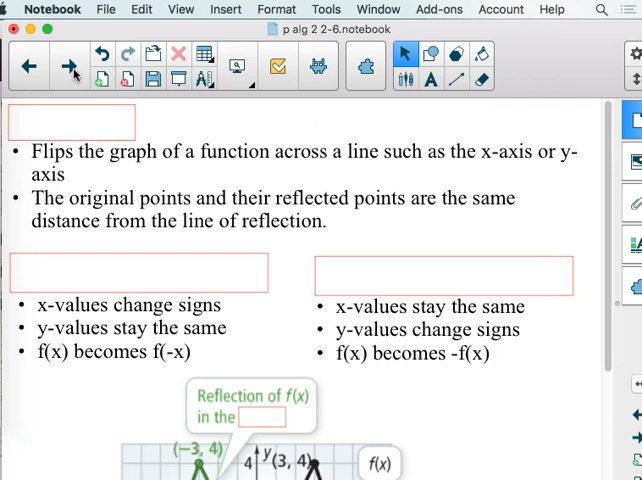 Notebook File Edit View Insert Format Tools Window Add-ons Account Help
p alg 2 2-6.notebook
• Flips the graph of a function across a line such as the x-axis or y-
axis
• The original points and their reflected points are the same
distance from the line of reflection.
• x-values change signs
• y-values stay the same
• f(x) becomes f(-x)
• x-values stay the same
• y-values change signs
• f(x) becomes -f(x)
Reflection of f(x)
in the
(−3, 4)
4
y
(3, 4)
f(x)